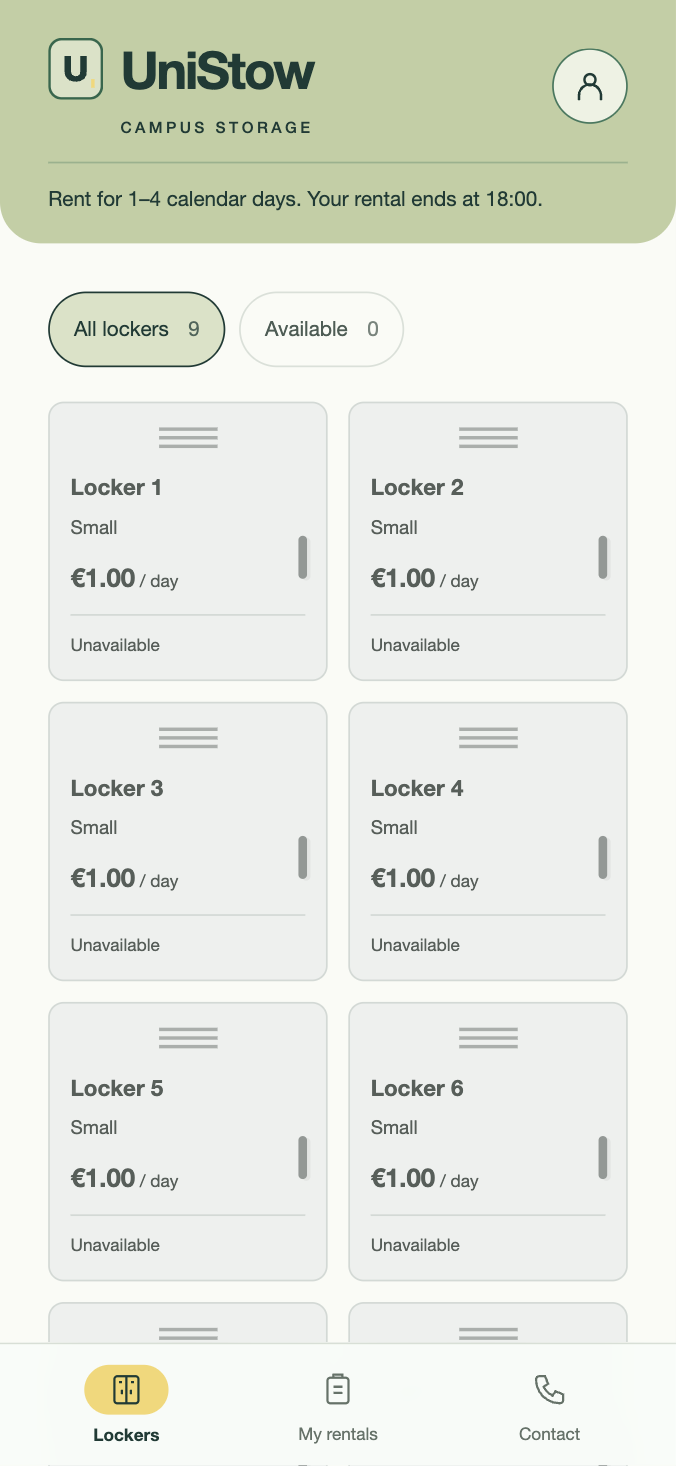 U.
UniStow
CAMPUS STORAGE
Rent for 1–4 calendar days. Your rental ends at 18:00.
All lockers 9
Available 0
Locker 1
Small
€1.00 / day
Unavailable
Locker 2
Small
€1.00 / day
Unavailable
Locker 3
Small
€1.00 / day
Unavailable
Locker 4
Small
€1.00 / day
Unavailable
Locker 5
Small
€1.00 / day
Unavailable
Locker 6
Small
€1.00 / day
Unavailable
Lockers
My rentals
Contact